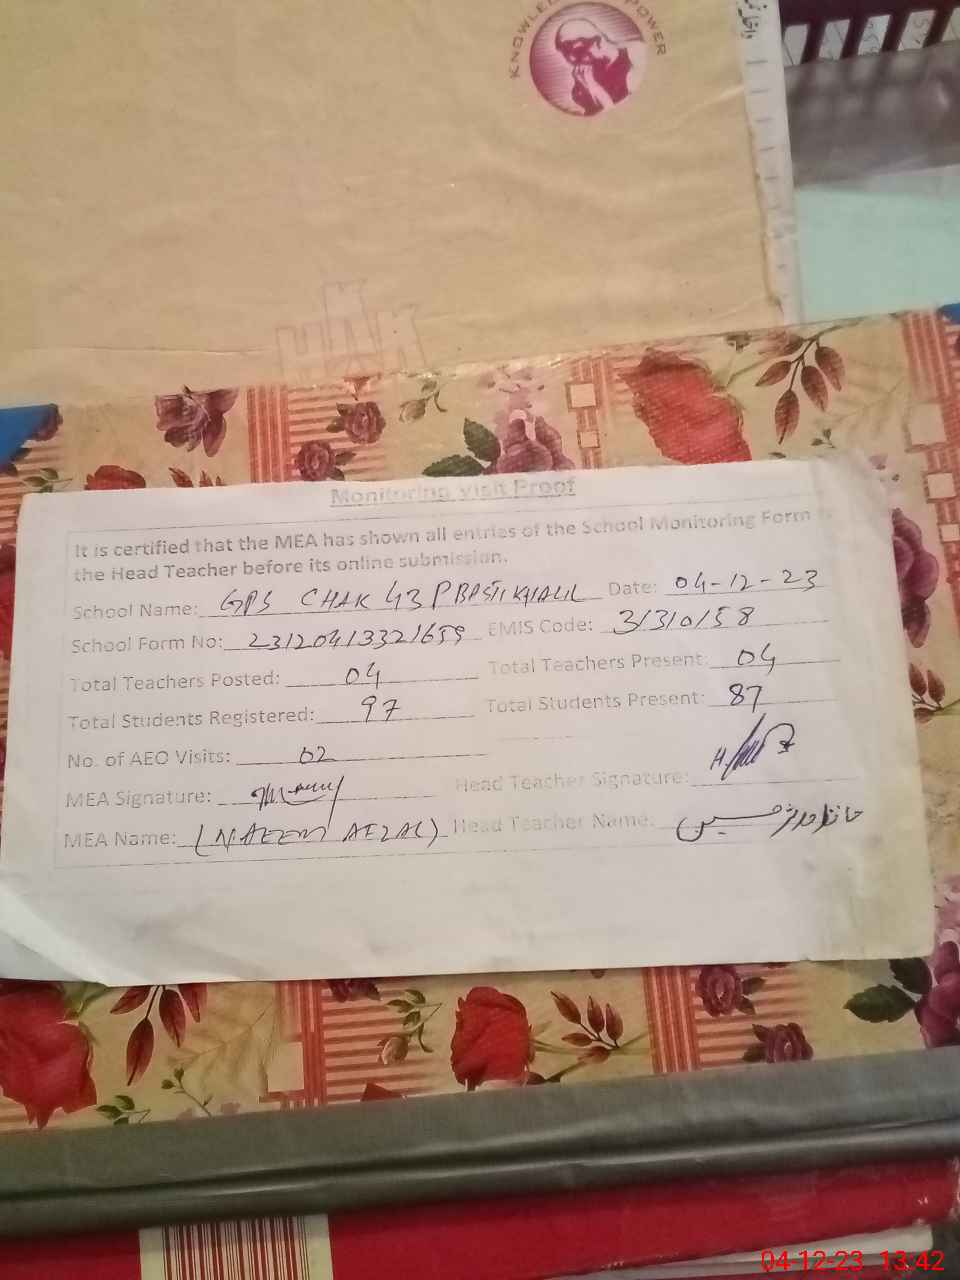 KNOWLEDGE POWER
HAK
Monitoring Visit Proof
It is certified that the MEA has shown all entries of the School Monitoring Form
the Head Teacher before its online submission.
School Name: GPS CHAK 43 P BASTI KHALIL Date: 04-12-23
School Form No: EMIS Code: 31310158
Total Teachers Posted: 04 Total Teachers Present: 04
Total Students Registered: 97 Total Students Present: 87
No. of AEO Visits: 02
MEA Signature: Head Teacher Signature:
MEA Name: (NAEEM AFZAL) Head Teacher Name: حافظ حسین
04-12-23 13:42